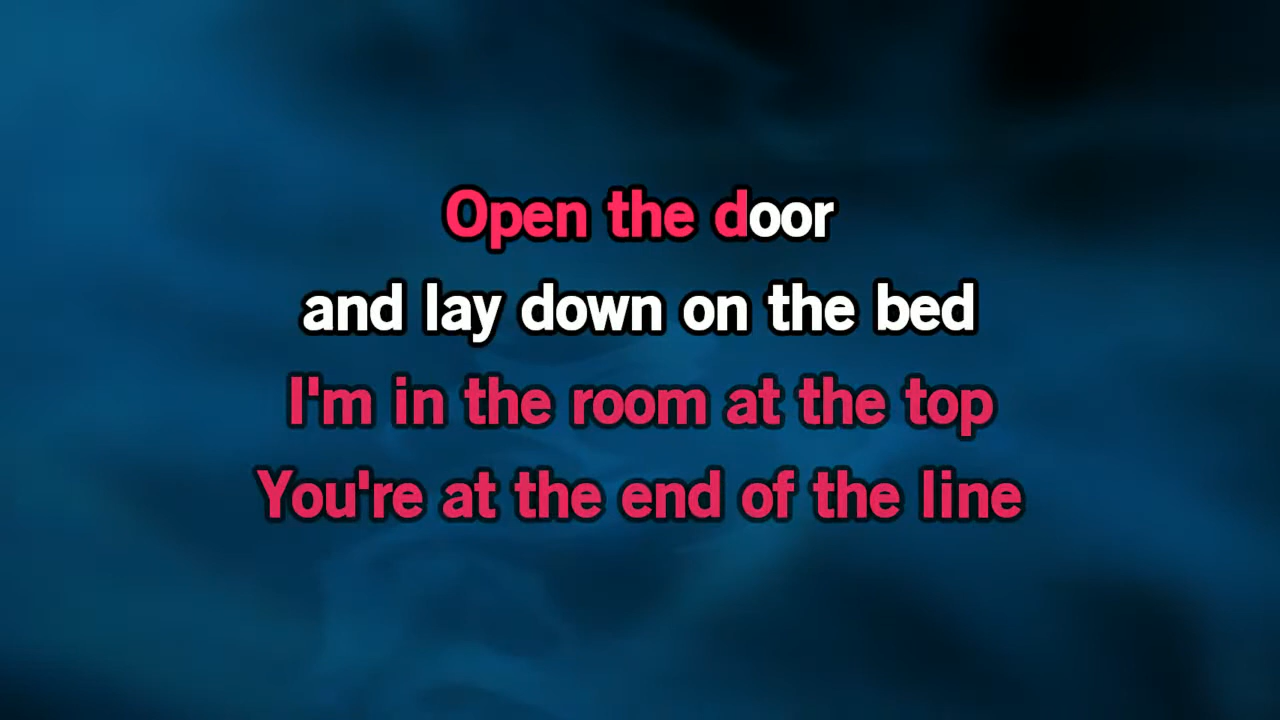 Open the door
and lay down on the bed
I'm in the room at the top
You're at the end of the line